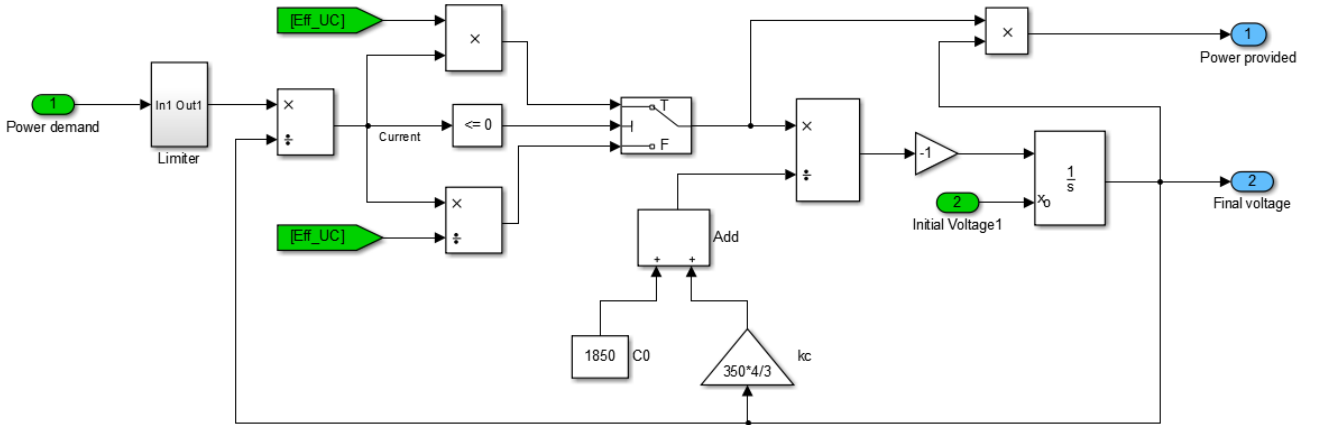 [Eff_UC]
×
1
Power provided
1
Power demand
In1 Out1
Limiter
×
÷
Current
<= 0
T
F
×
÷
-1
1
s
xo
2
Initial Voltage1
2
Final voltage
×
÷
[Eff_UC]
Add
+ +
1850
C0
350*4/3
kc
×